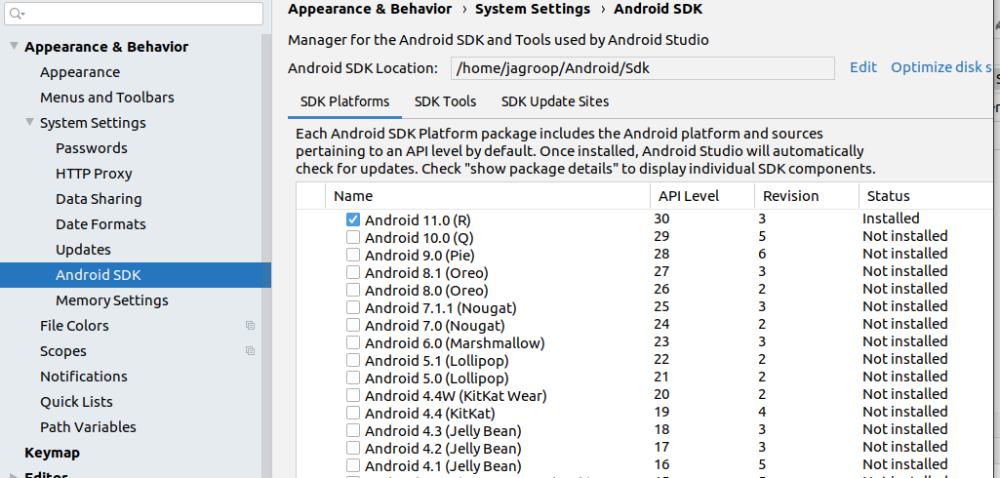 Appearance & Behavior
Appearance
Menus and Toolbars
System Settings
Passwords
HTTP Proxy
Data Sharing
Date Formats
Updates
Android SDK
Memory Settings
File Colors
Scopes
Notifications
Quick Lists
Path Variables
Keymap
Editor
Appearance & Behavior › System Settings › Android SDK
Manager for the Android SDK and Tools used by Android Studio
Android SDK Location: /home/jagroop/Android/Sdk Edit Optimize disk s
SDK Platforms SDK Tools SDK Update Sites
Each Android SDK Platform package includes the Android platform and sources
pertaining to an API level by default. Once installed, Android Studio will automatically
check for updates. Check "show package details" to display individual SDK components.
Name API Level Revision Status
Android 11.0 (R) 30 3 Installed
Android 10.0 (Q) 29 5 Not installed
Android 9.0 (Pie) 28 6 Not installed
Android 8.1 (Oreo) 27 3 Not installed
Android 8.0 (Oreo) 26 2 Not installed
Android 7.1.1 (Nougat) 25 3 Not installed
Android 7.0 (Nougat) 24 2 Not installed
Android 6.0 (Marshmallow) 23 3 Not installed
Android 5.1 (Lollipop) 22 2 Not installed
Android 5.0 (Lollipop) 21 2 Not installed
Android 4.4W (KitKat Wear) 20 2 Not installed
Android 4.4 (KitKat) 19 4 Not installed
Android 4.3 (Jelly Bean) 18 3 Not installed
Android 4.2 (Jelly Bean) 17 3 Not installed
Android 4.1 (Jelly Bean) 16 5 Not installed